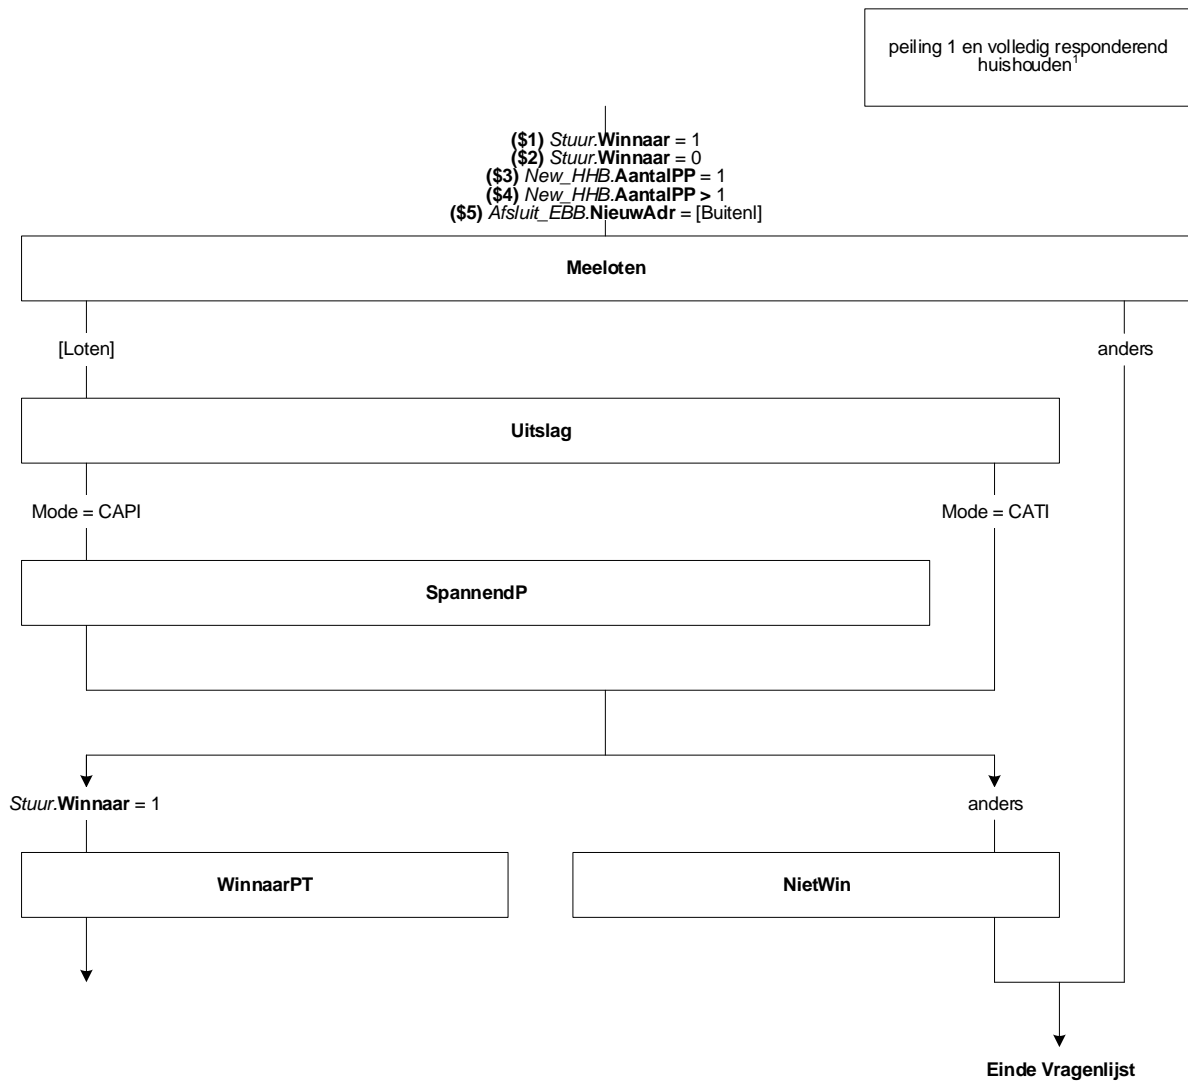 peiling 1 en volledig responderend
huishouden1
($1) Stuur.Winnaar = 1
($2) Stuur.Winnaar = 0
($3) New_HHB.AantalPP = 1
($4) New_HHB.AantalPP > 1
($5) Afsluit_EBB.NieuwAdr = [Buitenl]
Meeloten
[Loten]
anders
Uitslag
Mode = CAPI
Mode = CATI
SpannendP
Stuur.Winnaar = 1
anders
WinnaarPT
NietWin
Einde Vragenlijst